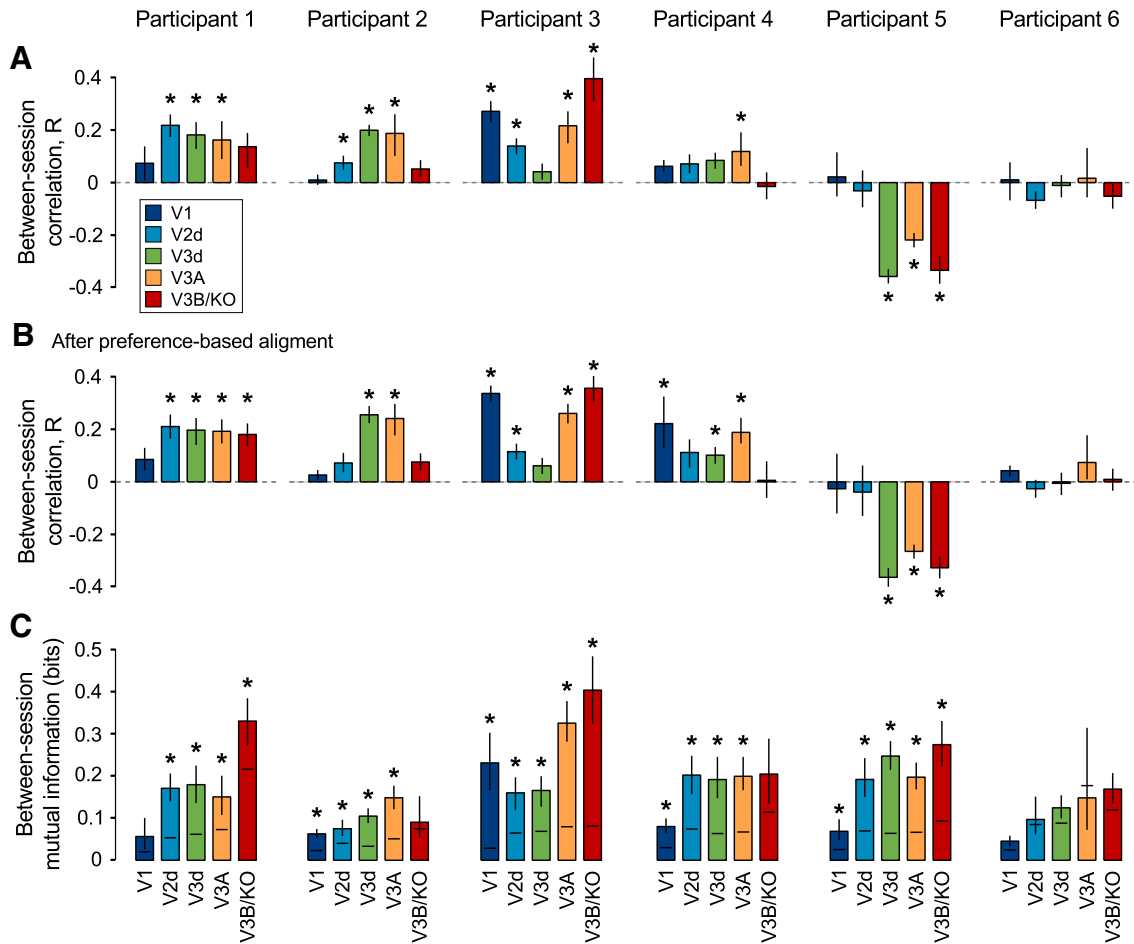 Participant 1 Participant 2 Participant 3 Participant 4 Participant 5 Participant 6
A
Between-session
correlation, R
0.4
0.2
0
-0.2
-0.4
* * *
* * *
* * * *
*
* * *
V1
V2d
V3d
V3A
V3B/KO
B After preference-based aligment
Between-session
correlation, R
0.4
0.2
0
-0.2
-0.4
* * * *
* *
* * * *
* * *
* * *
C
Between-session
mutual information (bits)
0.5
0.4
0.3
0.2
0.1
0
* * * *
* * * *
* * * * *
* * * *
* * * * *
V1 V2d V3d V3A V3B/KO V1 V2d V3d V3A V3B/KO V1 V2d V3d V3A V3B/KO V1 V2d V3d V3A V3B/KO V1 V2d V3d V3A V3B/KO V1 V2d V3d V3A V3B/KO